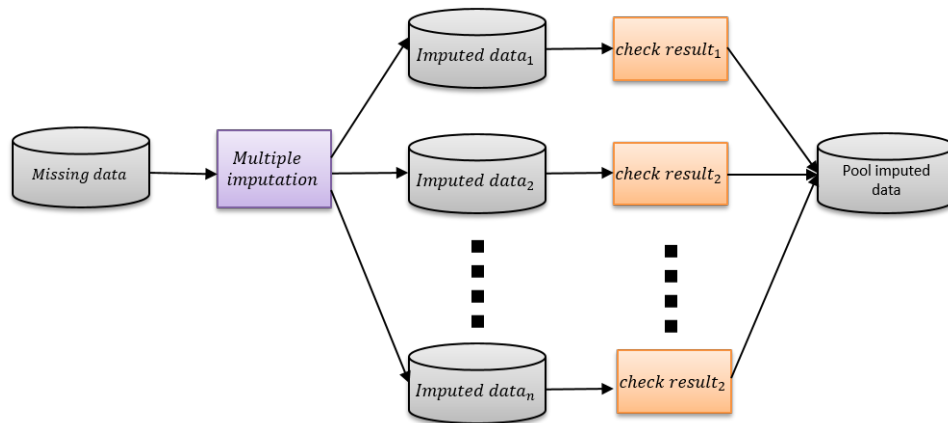 Missing data
Multiple
imputation
Imputed data₁
check result₁
Imputed data₂
check result₂
Imputed dataₙ
check result₂
Pool imputed
data